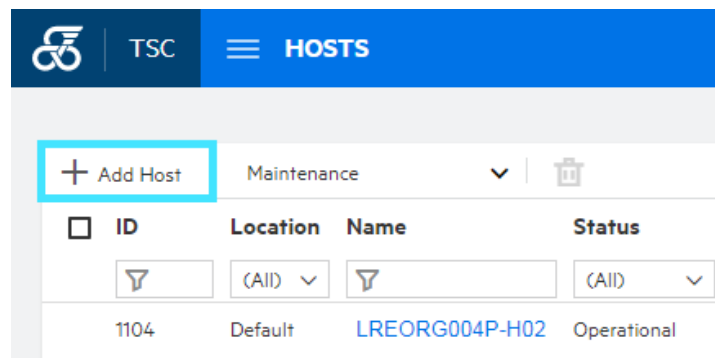 TSC HOSTS
Add Host Maintenance
ID Location Name Status
(All) (All)
1104 Default LREORG004P-H02 Operational